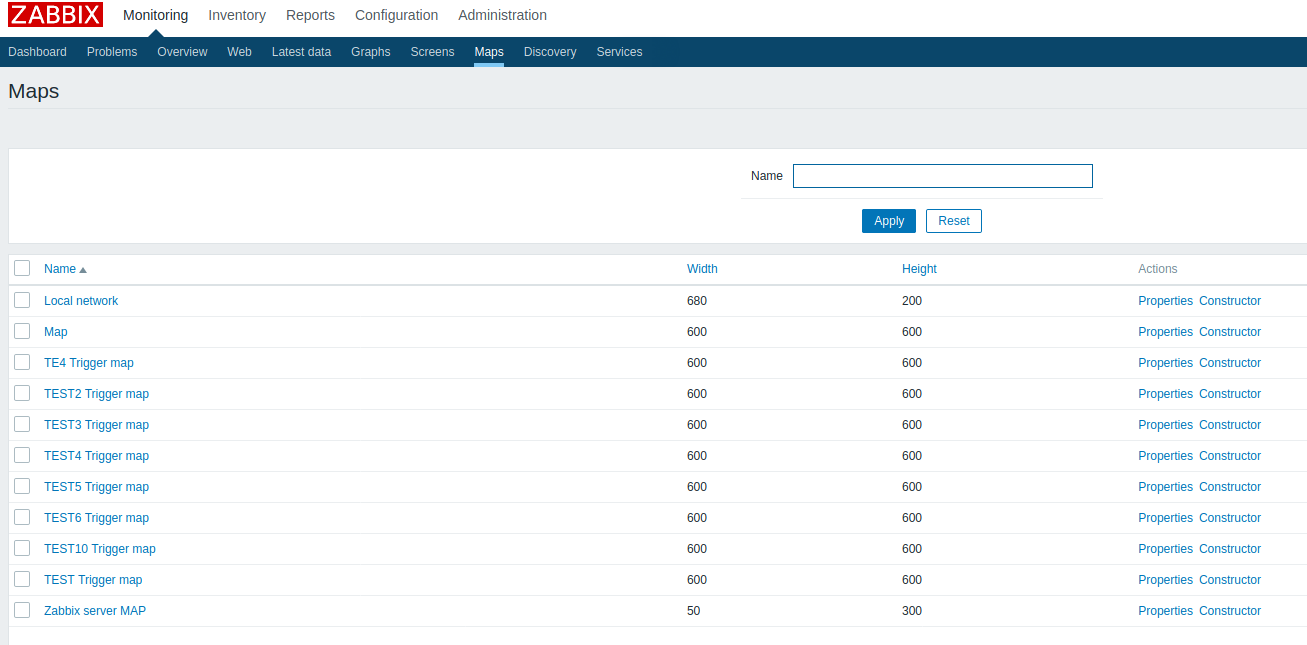 ZABBIX Monitoring Inventory Reports Configuration Administration
Dashboard Problems Overview Web Latest data Graphs Screens Maps Discovery Services
Maps
Name
Apply Reset
Name Width Height Actions
Local network 680 200 Properties Constructor
Map 600 600 Properties Constructor
TE4 Trigger map 600 600 Properties Constructor
TEST2 Trigger map 600 600 Properties Constructor
TEST3 Trigger map 600 600 Properties Constructor
TEST4 Trigger map 600 600 Properties Constructor
TEST5 Trigger map 600 600 Properties Constructor
TEST6 Trigger map 600 600 Properties Constructor
TEST10 Trigger map 600 600 Properties Constructor
TEST Trigger map 600 600 Properties Constructor
Zabbix server MAP 50 300 Properties Constructor